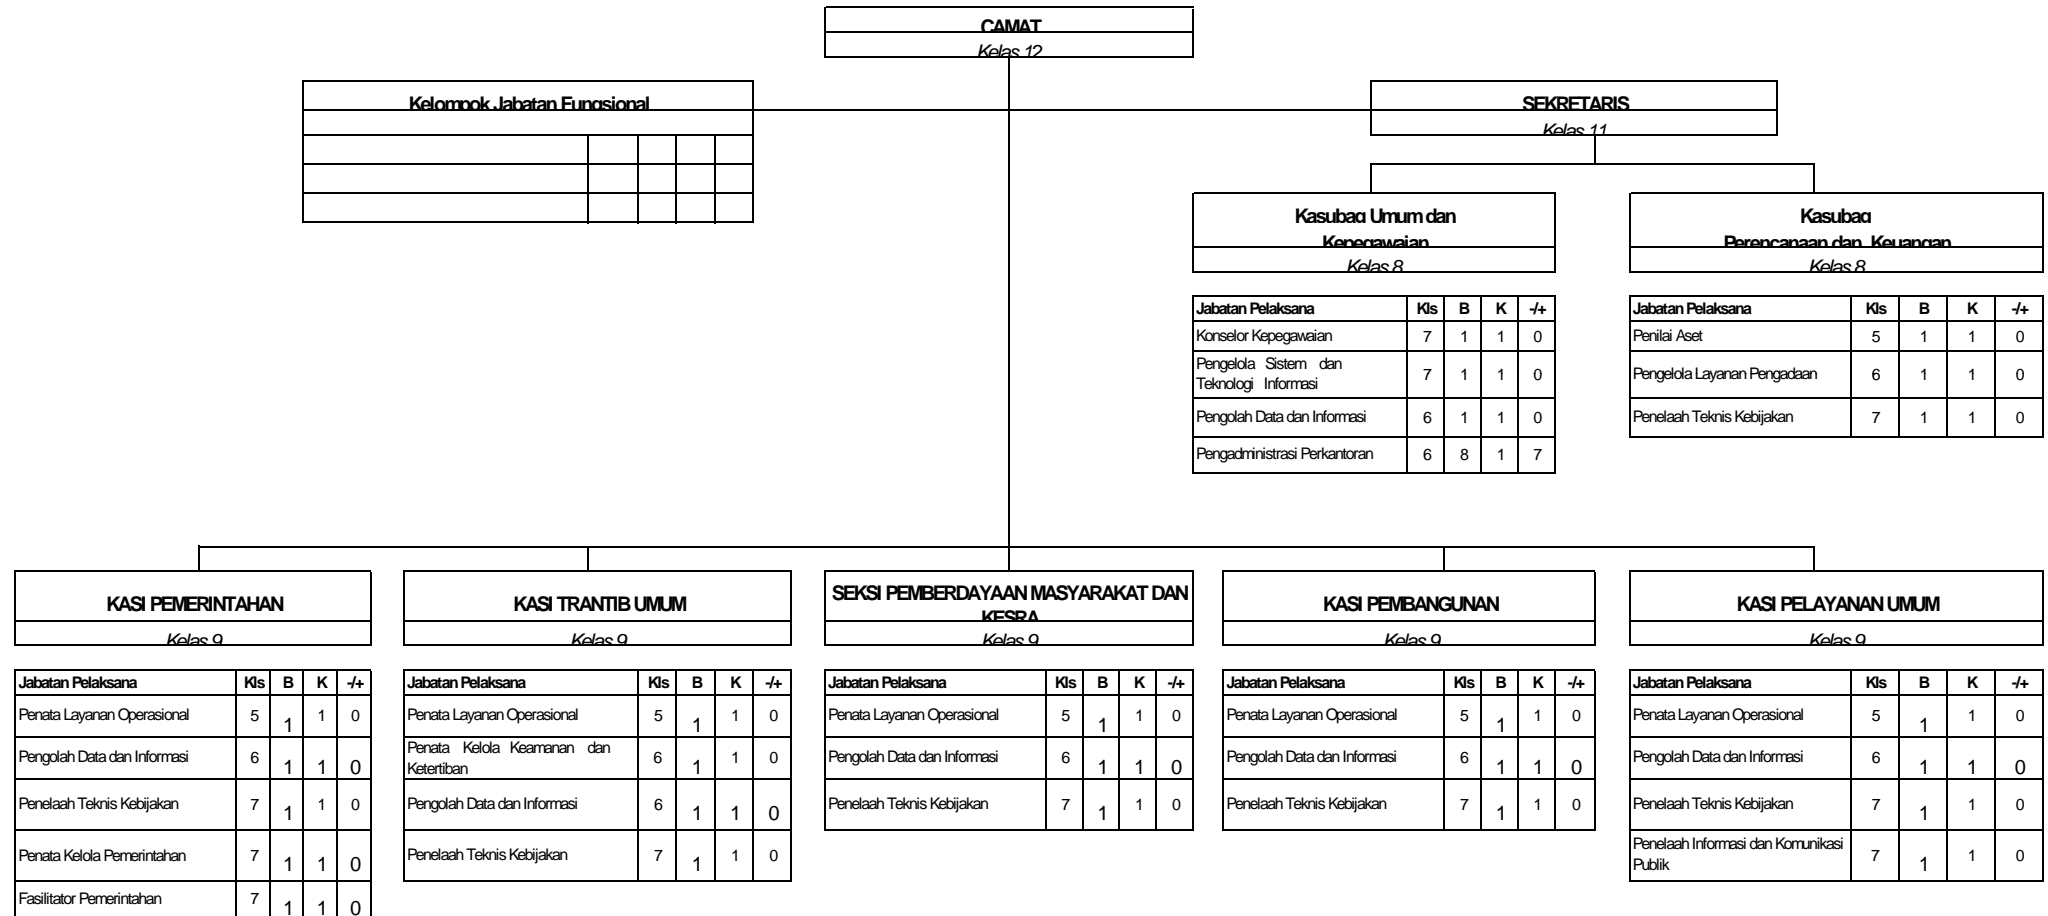 CAMAT
Kelas 12
Kelompok Jabatan Fungsional
SEKRETARIS
Kelas 11
Kasubag Umum dan
Kepegawaian
Kelas 8
Kasubag
Perencanaan dan Keuangan
Kelas 8
Jabatan Pelaksana Kls B K -/+
Konselor Kepegawaian 7 1 1 0
Pengelola Sistem dan
Teknologi Informasi 7 1 1 0
Pengolah Data dan Informasi 6 1 1 0
Pengadministrasi Perkantoran 6 8 1 7
Jabatan Pelaksana Kls B K -/+
Penilai Aset 5 1 1 0
Pengelola Layanan Pengadaan 6 1 1 0
Penelaah Teknis Kebijakan 7 1 1 0
KASI PEMERINTAHAN
Kelas 9
Jabatan Pelaksana Kls B K -/+
Penata Layanan Operasional 5 1 1 0
Pengolah Data dan Informasi 6 1 1 0
Penelaah Teknis Kebijakan 7 1 1 0
Penata Kelola Pemerintahan 7 1 1 0
Fasilitator Pemerintahan 7 1 1 0
KASI TRANTIB UMUM
Kelas 9
Jabatan Pelaksana Kls B K -/+
Penata Layanan Operasional 5 1 1 0
Penata Kelola Keamanan dan
Ketertiban 6 1 1 0
Pengolah Data dan Informasi 6 1 1 0
Penelaah Teknis Kebijakan 7 1 1 0
SEKSI PEMBERDAYAAN MASYARAKAT DAN
KESRA
Kelas 9
Jabatan Pelaksana Kls B K -/+
Penata Layanan Operasional 5 1 1 0
Pengolah Data dan Informasi 6 1 1 0
Penelaah Teknis Kebijakan 7 1 1 0
KASI PEMBANGUNAN
Kelas 9
Jabatan Pelaksana Kls B K -/+
Penata Layanan Operasional 5 1 1 0
Pengolah Data dan Informasi 6 1 1 0
Penelaah Teknis Kebijakan 7 1 1 0
KASI PELAYANAN UMUM
Kelas 9
Jabatan Pelaksana Kls B K -/+
Penata Layanan Operasional 5 1 1 0
Pengolah Data dan Informasi 6 1 1 0
Penelaah Teknis Kebijakan 7 1 1 0
Penelaah Informasi dan Komunikasi
Publik 7 1 1 0